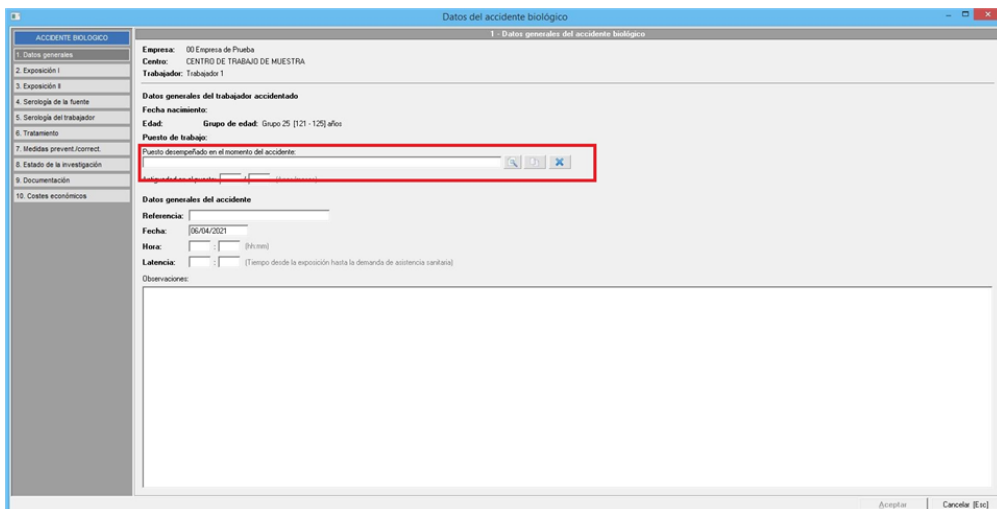 Datos del accidente biológico
ACCIDENTE BIOLOGICO
1 - Datos generales del accidente biológico
1. Datos generales
2. Exposición I
3. Exposición II
4. Serología de la fuente
5. Serología del trabajador
6. Tratamiento
7. Medidas prevent./correct.
8. Estado de la investigación
9. Documentación
10. Costes económicos
Empresa: 00 Empresa de Prueba
Centro: CENTRO DE TRABAJO DE MUESTRA
Trabajador: Trabajador 1
Datos generales del trabajador accidentado
Fecha nacimiento:
Edad: Grupo de edad: Grupo 25 [121 - 125] años
Puesto de trabajo:
Puesto desempeñado en el momento del accidente:
Antigüedad en el puesto: /
Datos generales del accidente
Referencia:
Fecha: 06/04/2021
Hora: : (hh:mm)
Latencia: : (Tiempo desde la exposición hasta la demanda de asistencia sanitaria)
Observaciones:
Aceptar
Cancelar [Esc]